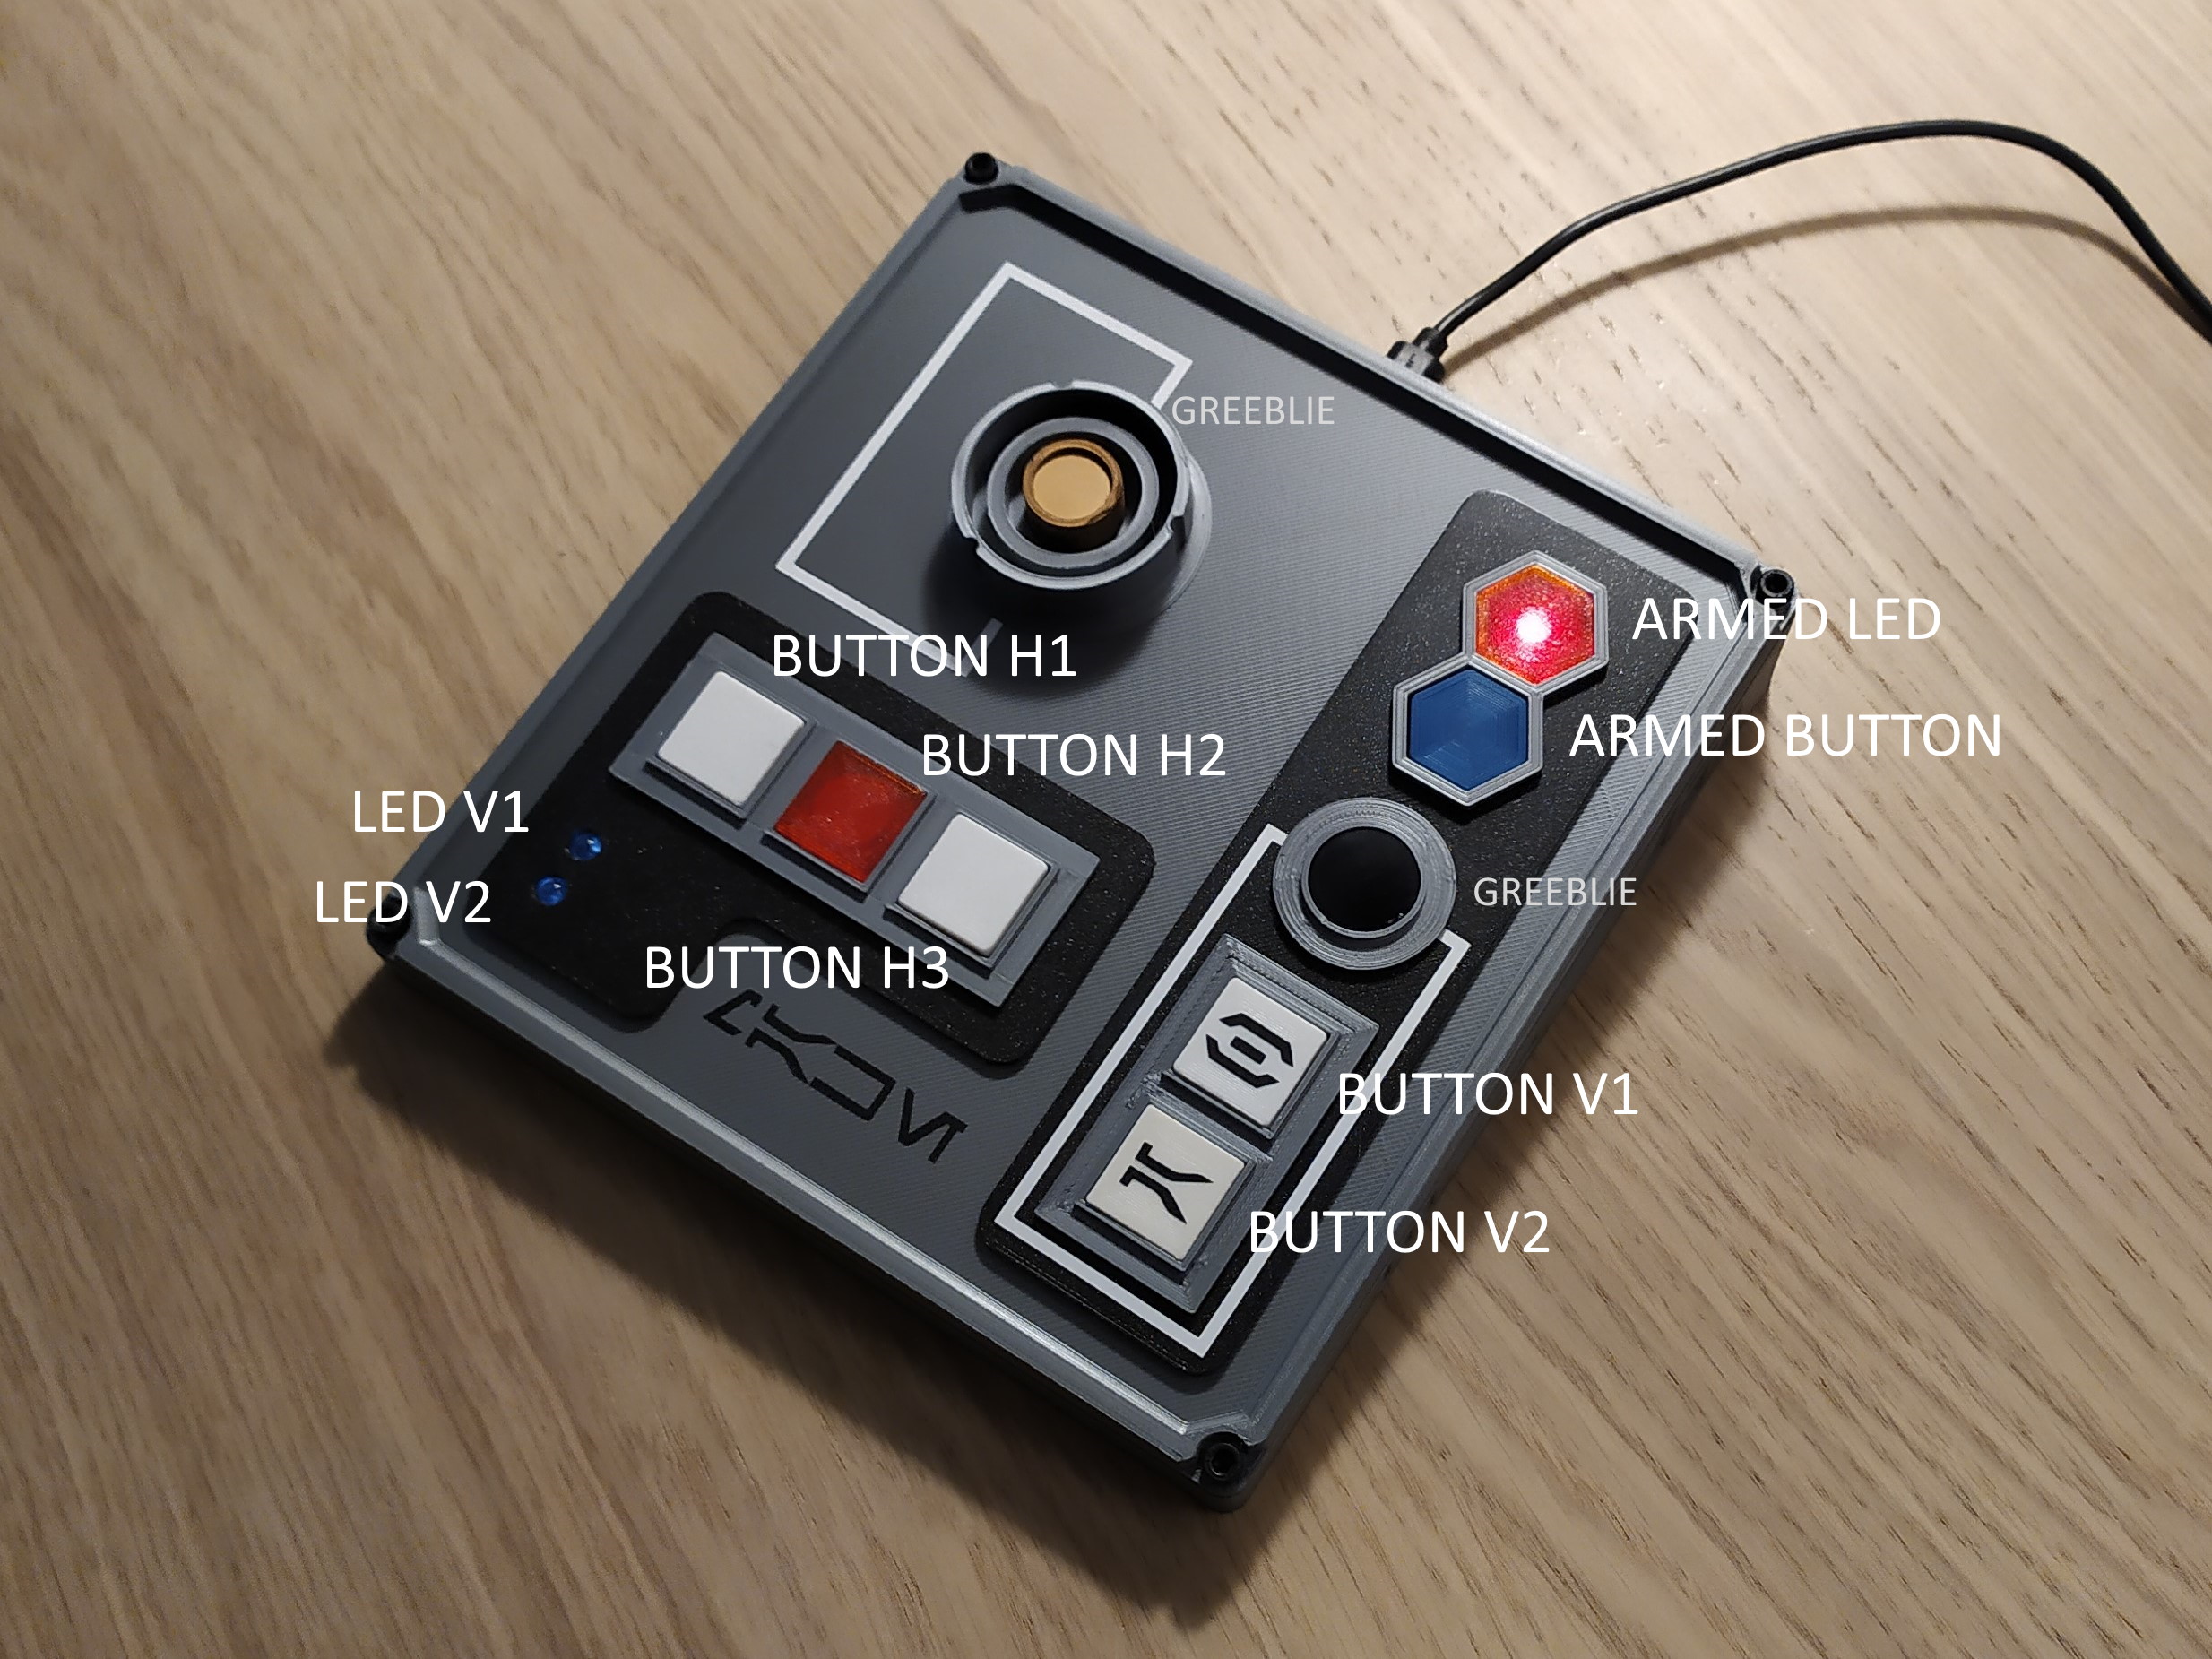 GREEBLIE
ARMED LED
BUTTON H1
ARMED BUTTON
BUTTON H2
LED V1
LED V2
GREEBLIE
BUTTON H3
BUTTON V1
BUTTON V2